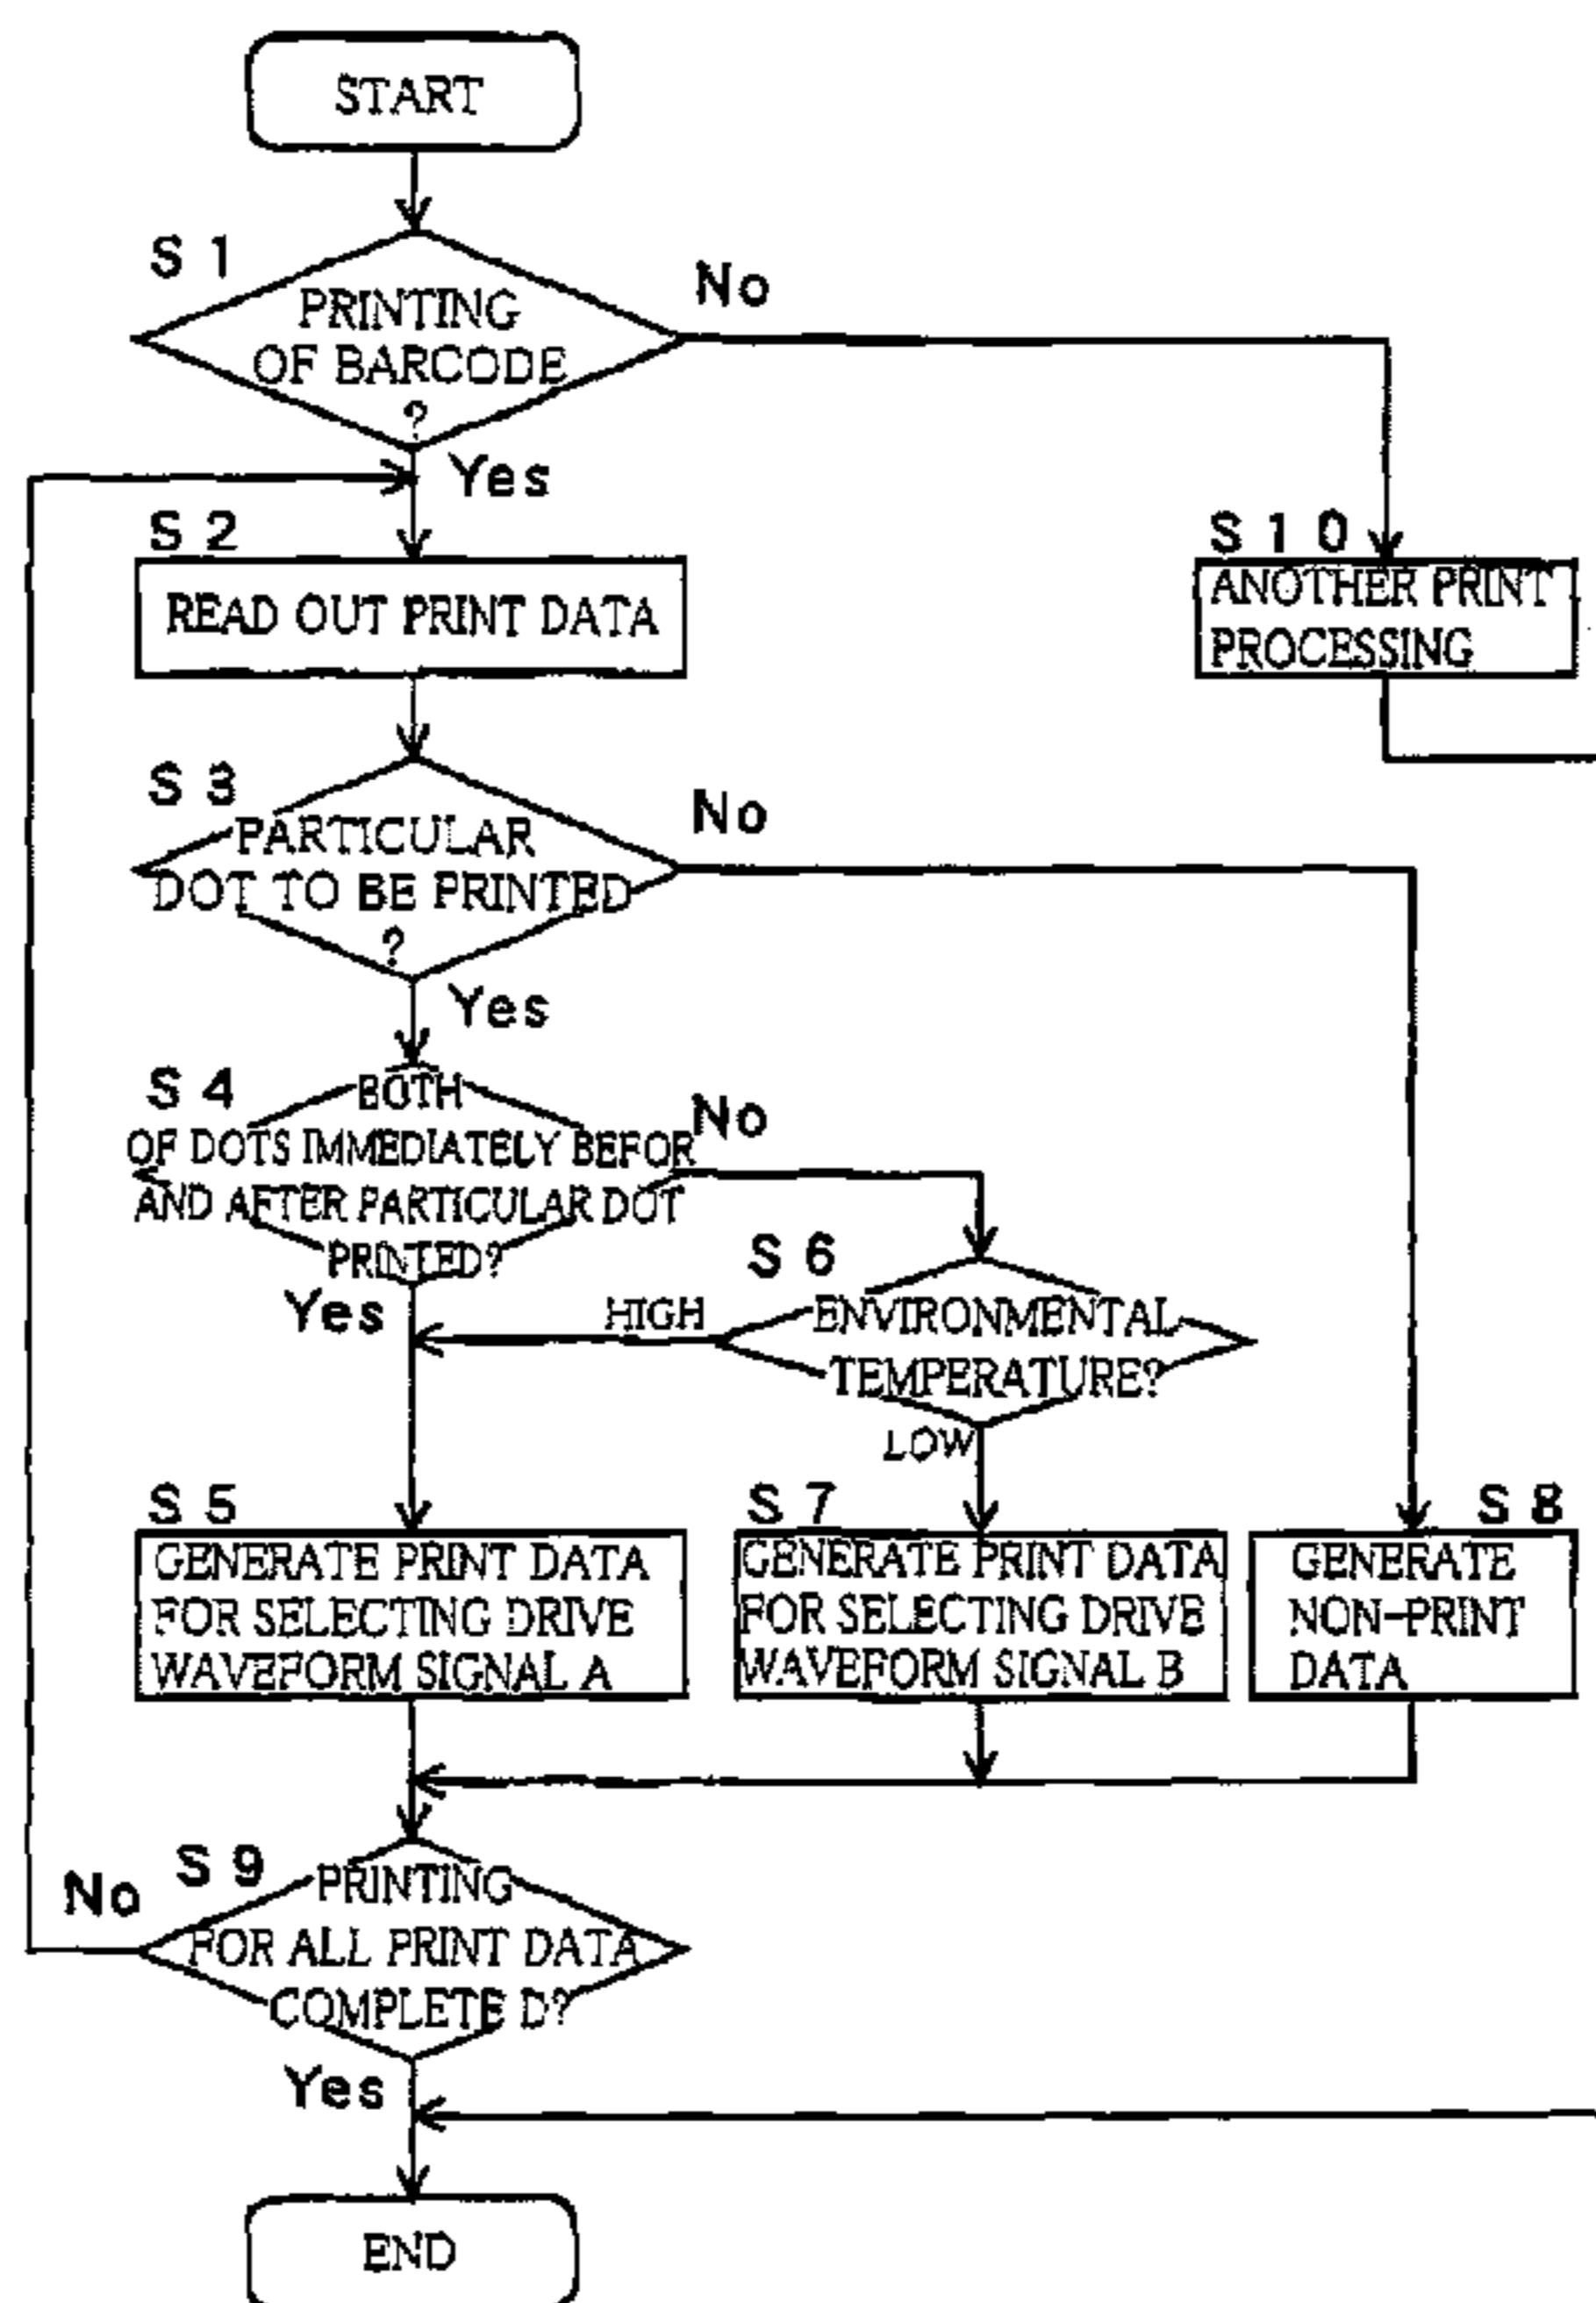 START
S 1
No
PRINTING
OF BARCODE
?
Yes
S 2
READ OUT PRINT DATA
S 1 0
ANOTHER PRINT
PROCESSING
S 3
No
PARTICULAR
DOT TO BE PRINTED
?
Yes
S 4
BOTH
No
OF DOTS IMMEDIATELY BEFOR
AND AFTER PARTICULAR DOT
PRINTED?
Yes
S 6
HIGH
ENVIRONMENTAL
TEMPERATURE?
LOW
S 5
GENERATE PRINT DATA
FOR SELECTING DRIVE
WAVEFORM SIGNAL A
S 7
GENERATE PRINT DATA
FOR SELECTING DRIVE
WAVEFORM SIGNAL B
S 8
GENERATE
NON-PRINT
DATA
No
S 9
PRINTING
FOR ALL PRINT DATA
COMPLETE D?
Yes
END